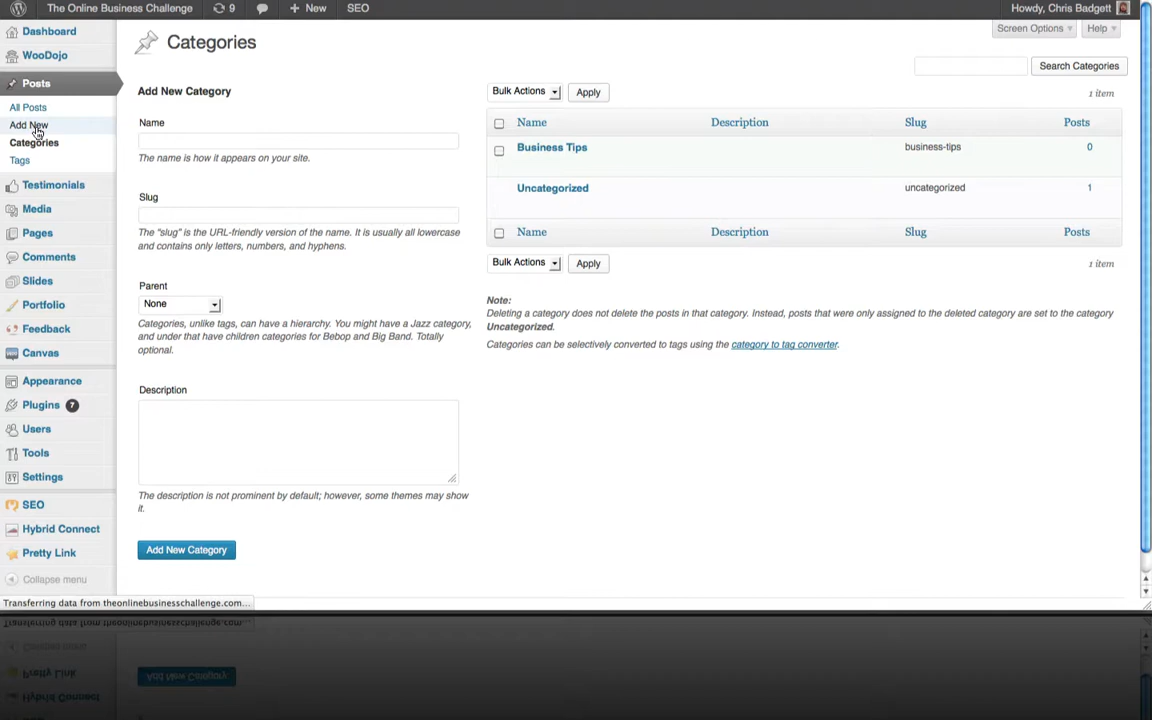 The Online Business Challenge 9 + New SEO Howdy, Chris Badgett
Screen Options Help
Dashboard
WooDojo
Posts
All Posts
Add New
Categories
Tags
Testimonials
Media
Pages
Comments
Slides
Portfolio
Feedback
Canvas
Appearance
Plugins 7
Users
Tools
Settings
SEO
Hybrid Connect
Pretty Link
Collapse menu
Categories
Search Categories
Add New Category
Name
The name is how it appears on your site.
Slug
The "slug" is the URL-friendly version of the name. It is usually all lowercase
and contains only letters, numbers, and hyphens.
Parent
None
Categories, unlike tags, can have a hierarchy. You might have a Jazz category,
and under that have children categories for Bebop and Big Band. Totally
optional.
Description
The description is not prominent by default; however, some themes may show
it.
Add New Category
Bulk Actions Apply 1 item
Name Description Slug Posts
Business Tips business-tips 0
Uncategorized uncategorized 1
Name Description Slug Posts
Bulk Actions Apply 1 item
Note:
Deleting a category does not delete the posts in that category. Instead, posts that were only assigned to the deleted category are set to the category
Uncategorized.
Categories can be selectively converted to tags using the category to tag converter.
Transferring data from theonlinebusinesschallenge.com...